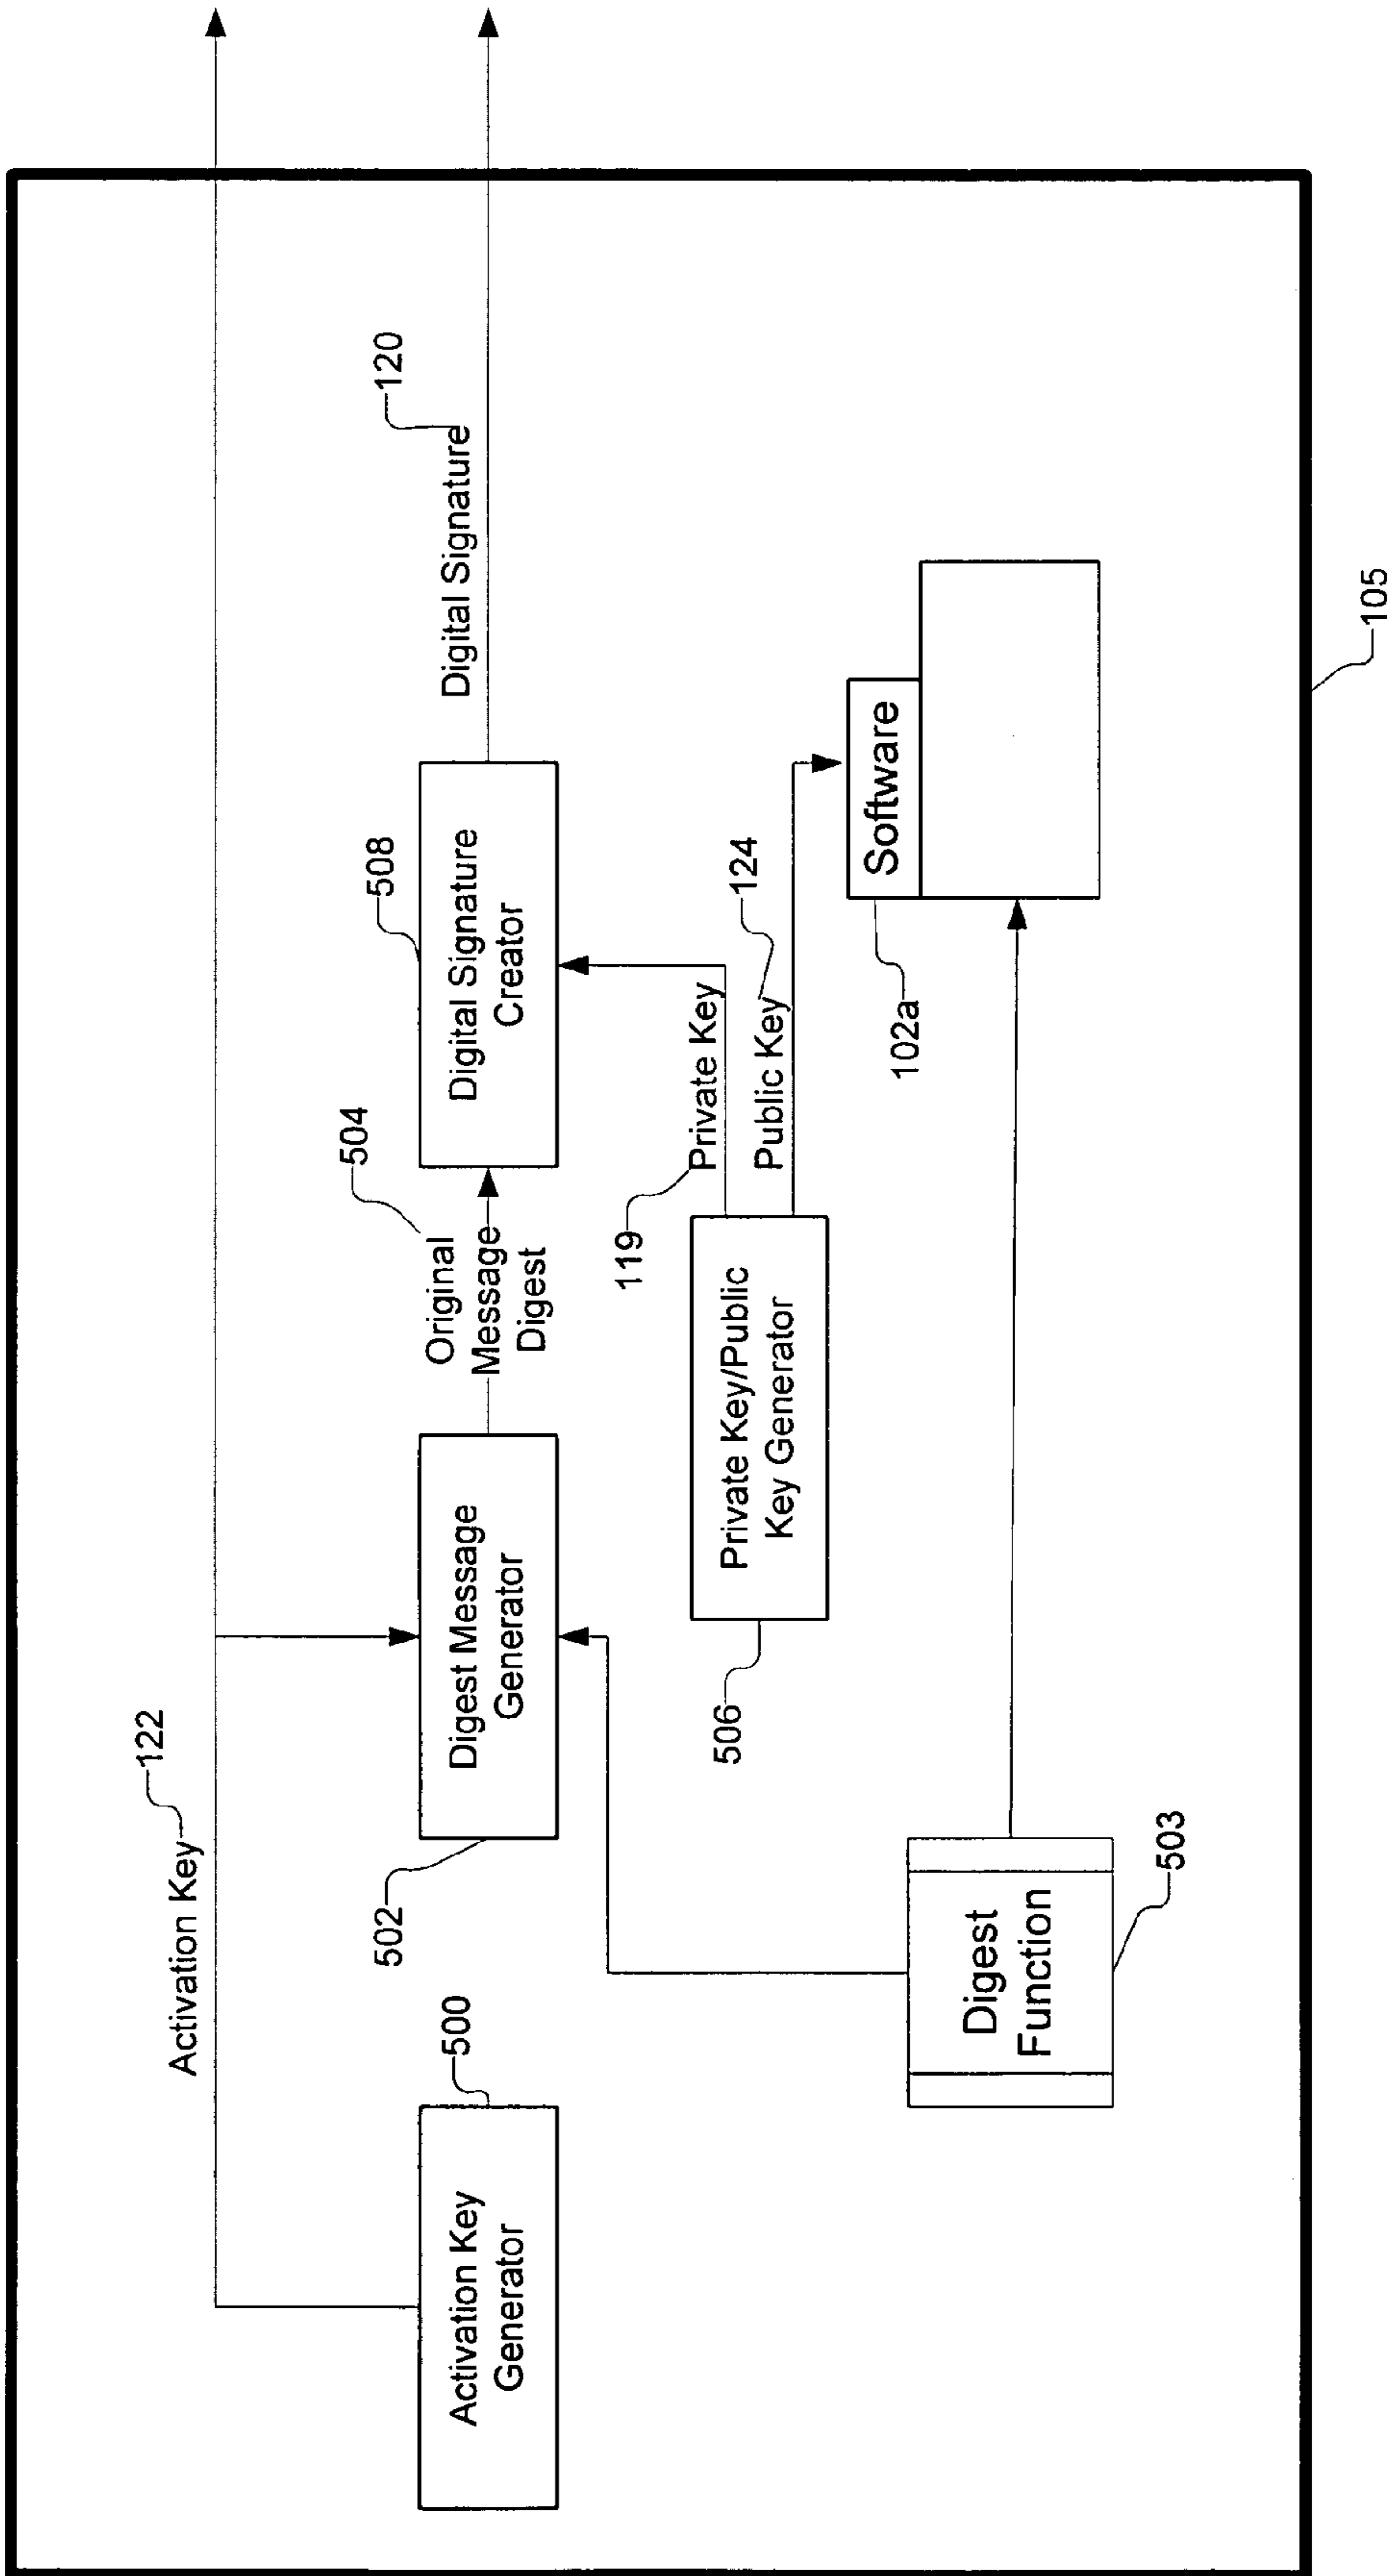 Activation Key
122
Activation Key
Generator
500
Digest Message
Generator
502
Original
Message
Digest
504
Digital Signature
Creator
508
Digital Signature
120
Private Key/Public
Key Generator
506
119
Private Key
Public Key
124
Digest
Function
503
Software
102a
105